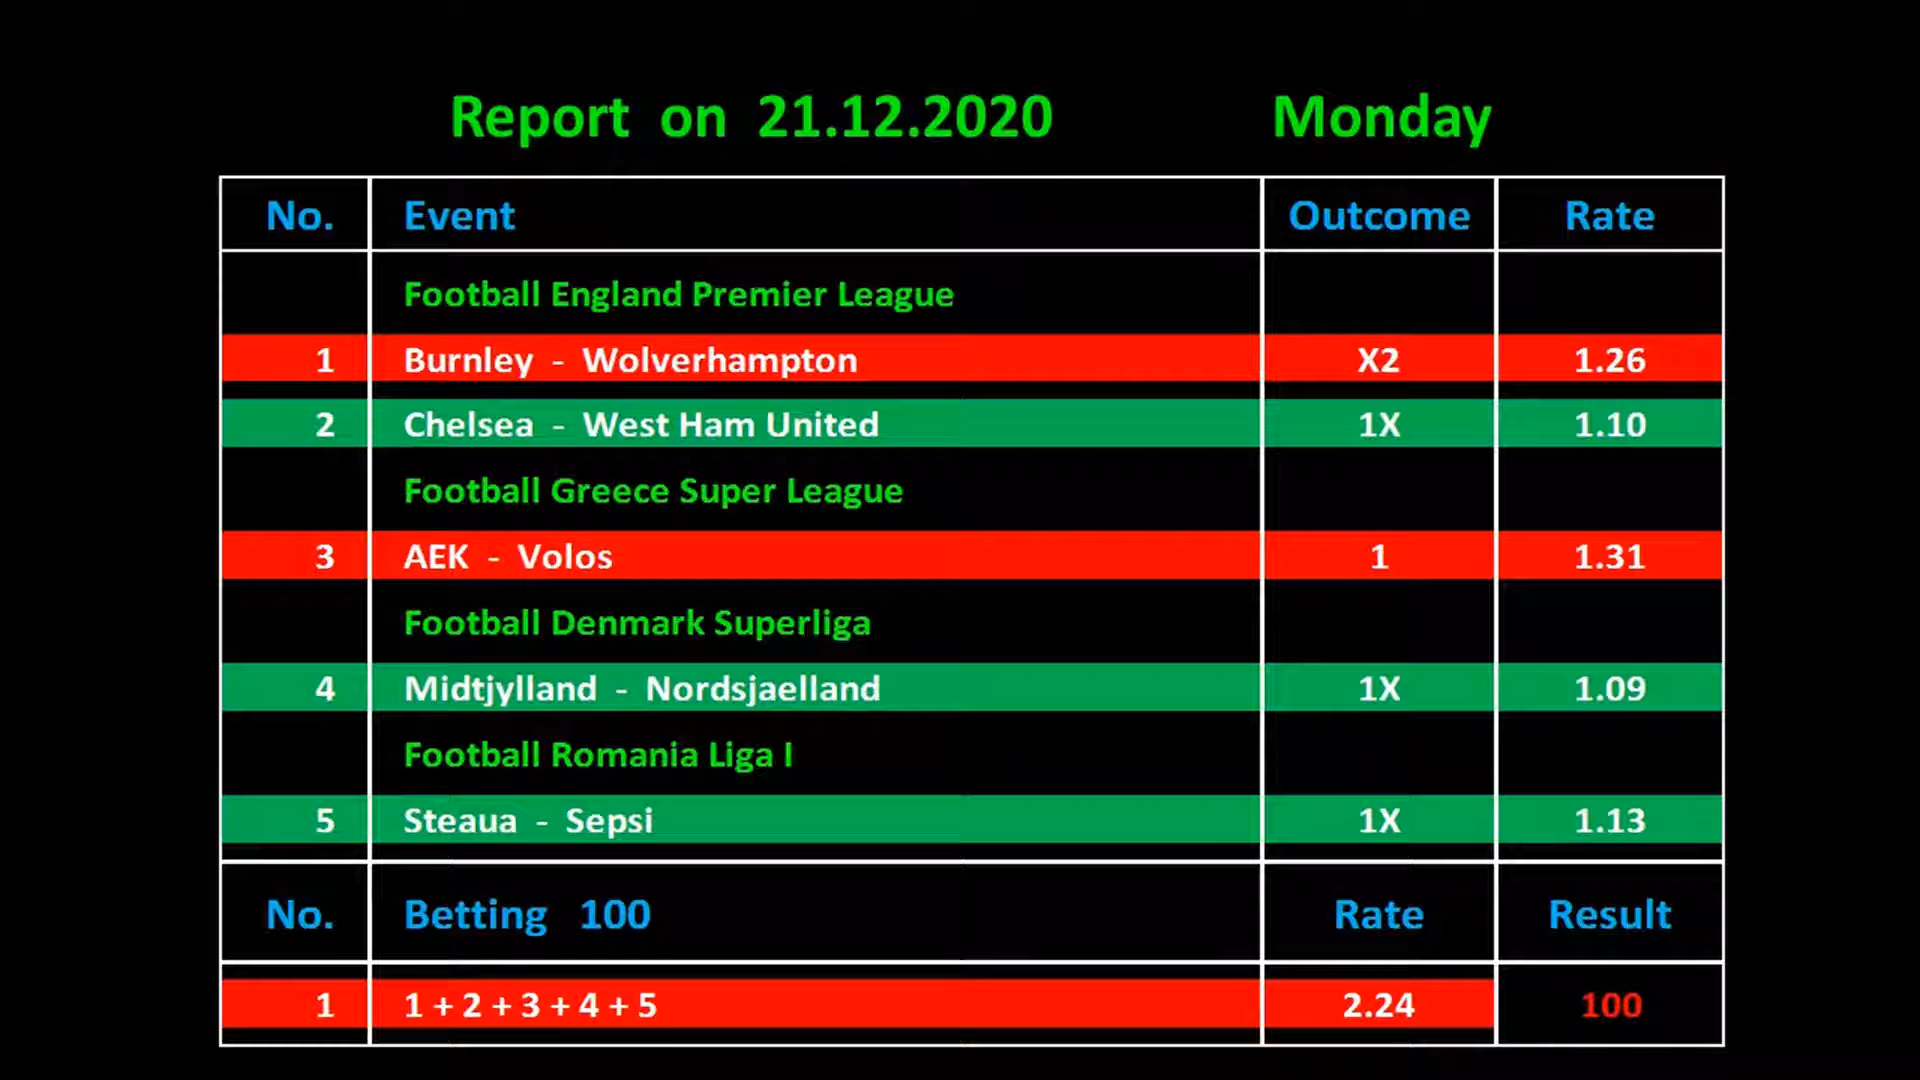 Report on 21.12.2020 Monday
No. Event Outcome Rate
Football England Premier League
1 Burnley - Wolverhampton X2 1.26
2 Chelsea - West Ham United 1X 1.10
Football Greece Super League
3 AEK - Volos 1 1.31
Football Denmark Superliga
4 Midtjylland - Nordsjaelland 1X 1.09
Football Romania Liga I
5 Steaua - Sepsi 1X 1.13
No. Betting 100 Rate Result
1 1 + 2 + 3 + 4 + 5 2.24 100